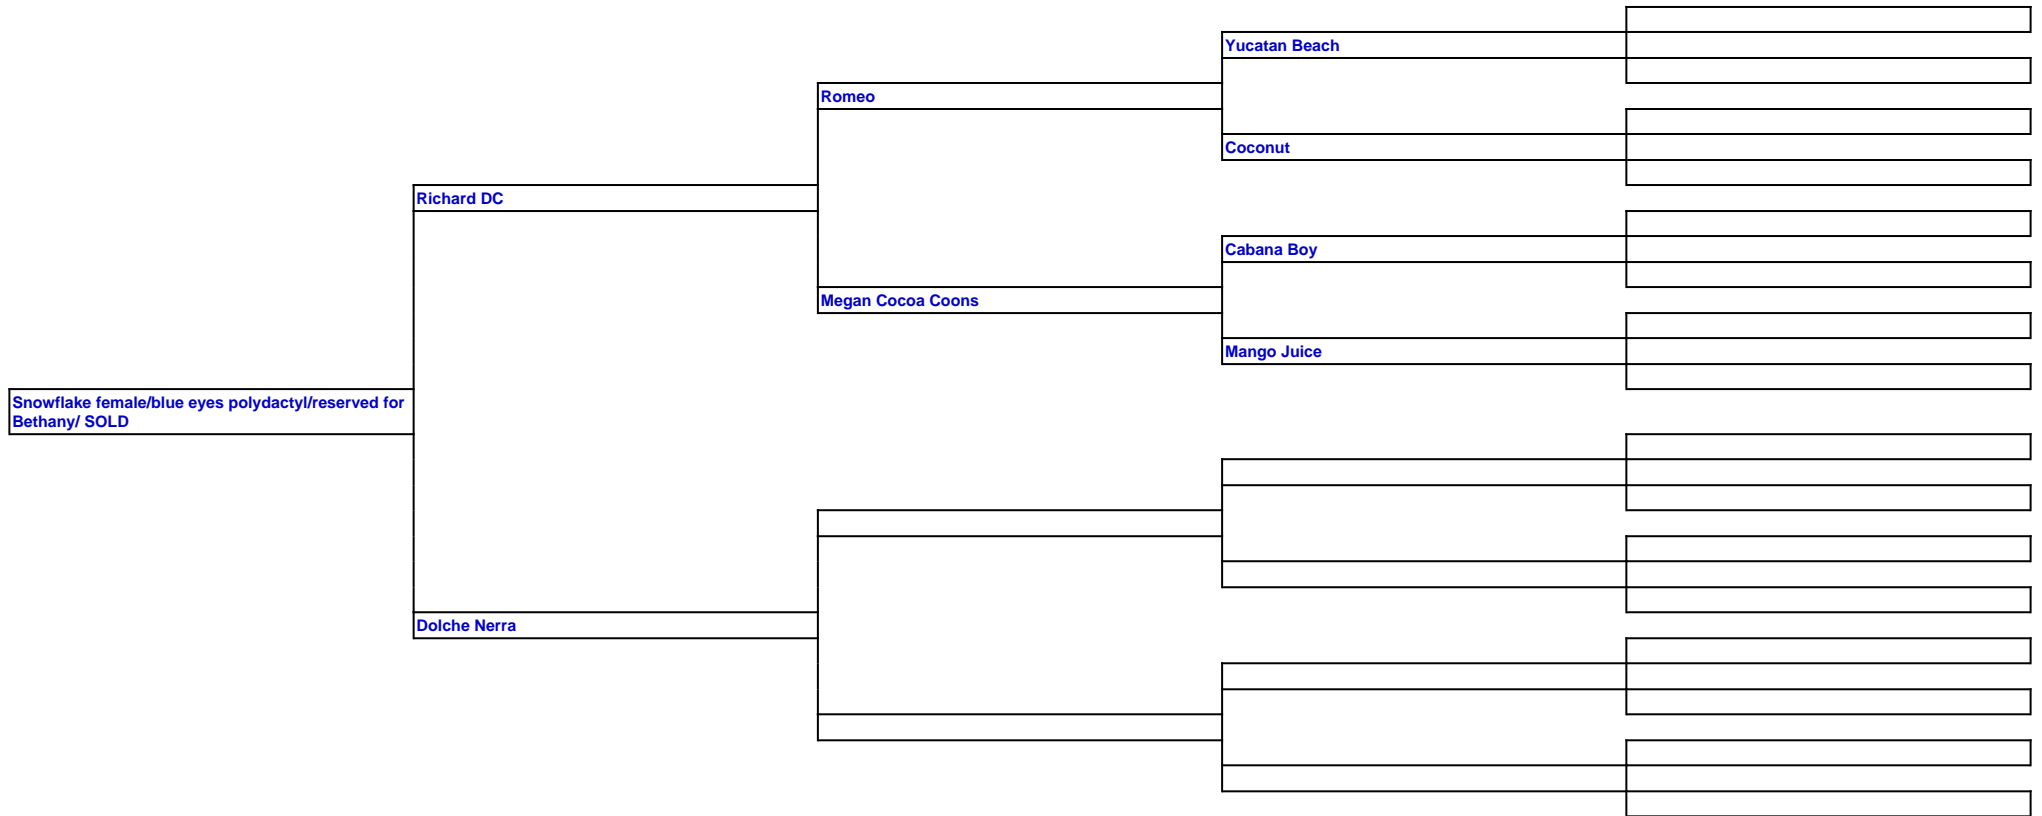 Yucatan Beach
Romeo
Coconut
Richard DC
Cabana Boy
Megan Cocoa Coons
Mango Juice
Snowflake female/blue eyes polydactyl/reserved for
Bethany/ SOLD
Dolche Nerra